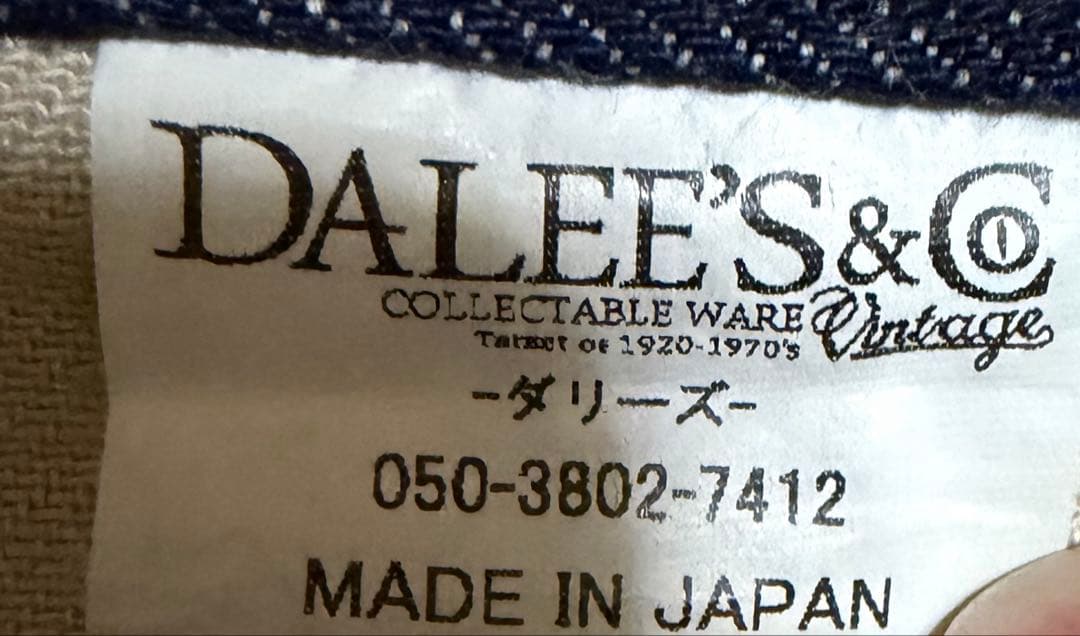 DALEE'S & Co
COLLECTABLE WARE Vintage
of 1920-1970's
-ダリーズ-
050-3802-7412
MADE IN JAPAN